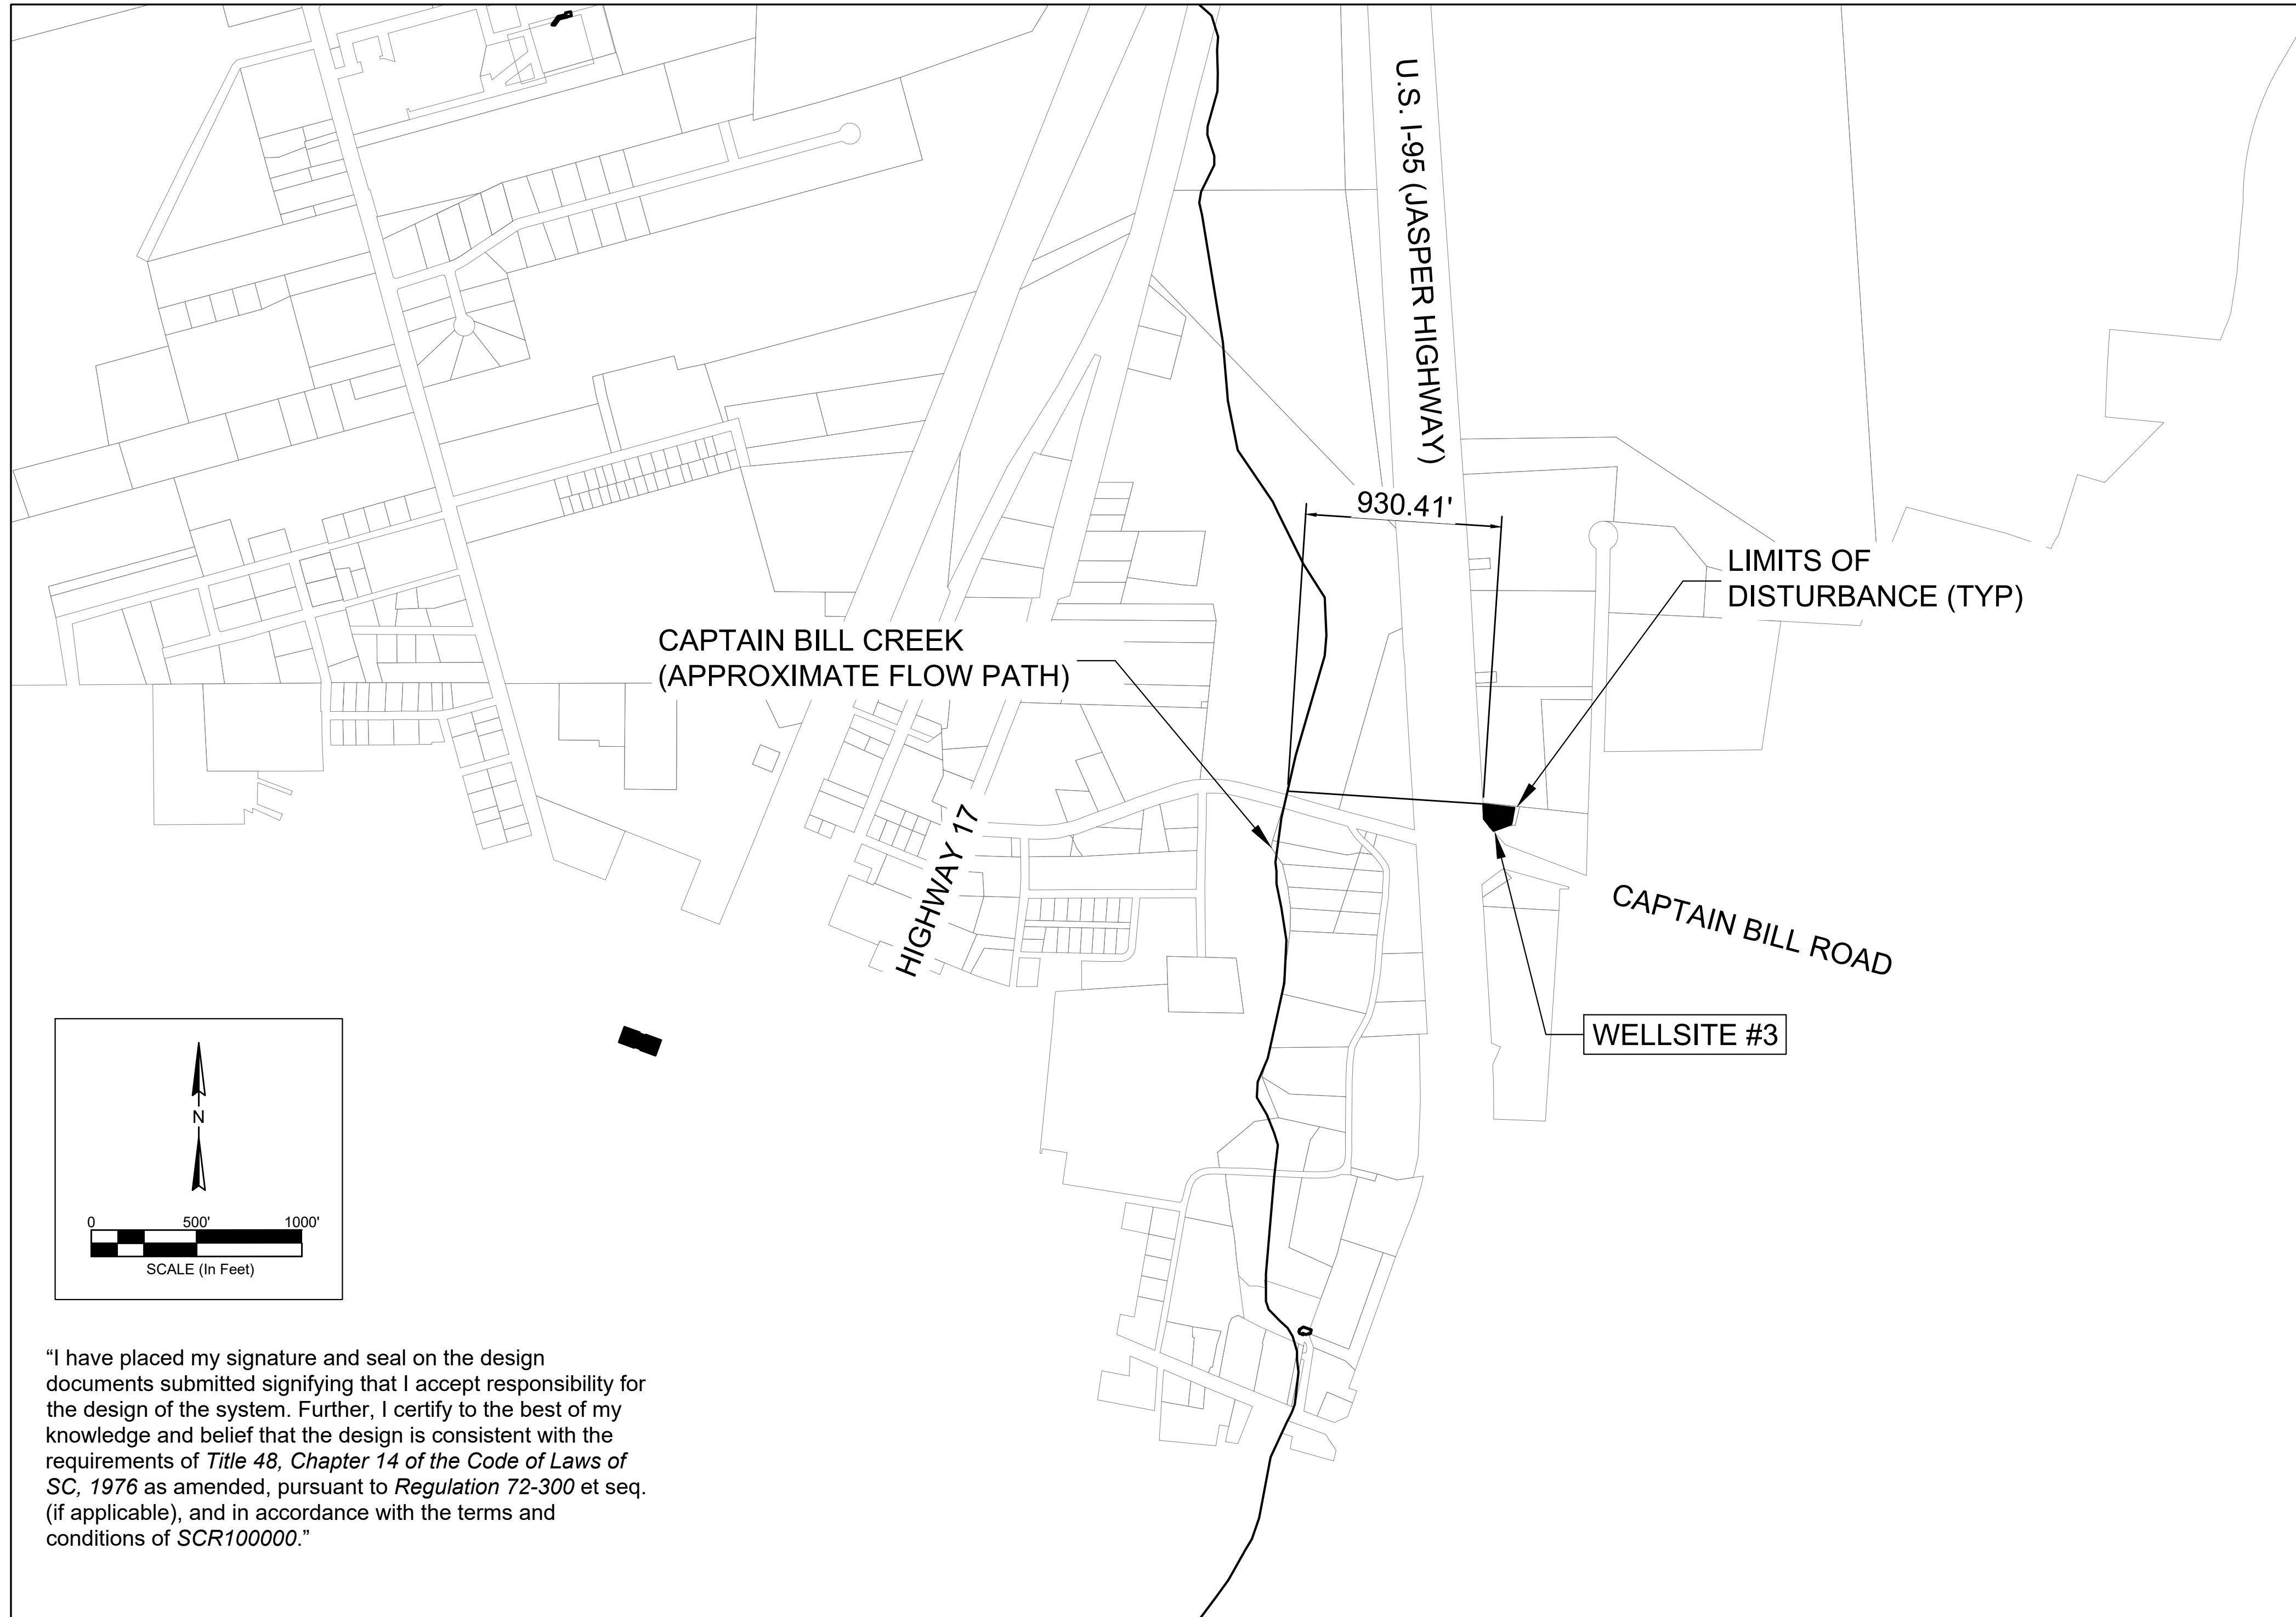 U.S. I-95 (JASPER HIGHWAY)
930.41'
LIMITS OF
DISTURBANCE (TYP)
CAPTAIN BILL CREEK
(APPROXIMATE FLOW PATH)
HIGHWAY 17
CAPTAIN BILL ROAD
WELLSITE #3
N
0 500' 1000'
SCALE (In Feet)
“I have placed my signature and seal on the design
documents submitted signifying that I accept responsibility for
the design of the system. Further, I certify to the best of my
knowledge and belief that the design is consistent with the
requirements of Title 48, Chapter 14 of the Code of Laws of
SC, 1976 as amended, pursuant to Regulation 72-300 et seq.
(if applicable), and in accordance with the terms and
conditions of SCR100000.”